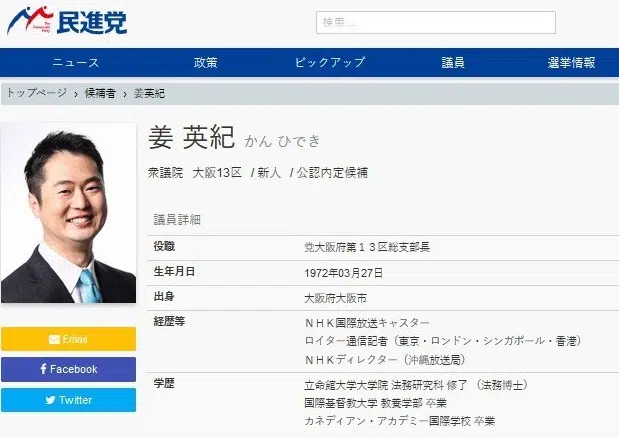 民進党
The Democratic Party
検索....
ニュース 政策 ピックアップ 議員 選挙情報
トップページ › 候補者 › 姜英紀
姜 英紀 かん ひでき
衆議院 大阪13区 / 新人 / 公認内定候補
議員詳細
役職 党大阪府第１３区総支部長
生年月日 1972年03月27日
出身 大阪府大阪市
経歴等 ＮＨＫ国際放送キャスター
ロイター通信記者（東京・ロンドン・シンガポール・香港）
ＮＨＫディレクター（沖縄放送局）
Email
Facebook
Twitter
学歴 立命館大学大学院 法務研究科 修了 （法務博士）
国際基督教大学 教養学部 卒業
カネディアン・アカデミー国際学校 卒業